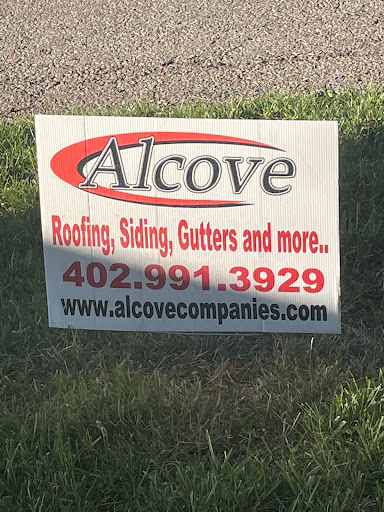 Alcove
Roofing, Siding, Gutters and more..
402.991.3929
www.alcovecompanies.com